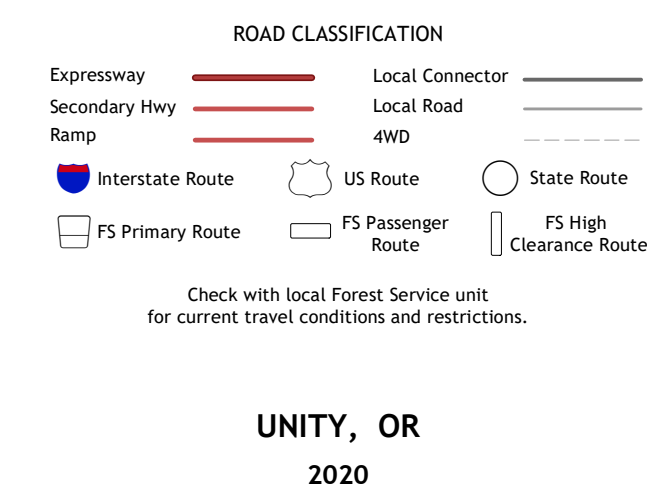 ROAD CLASSIFICATION
Expressway
Local Connector
Secondary Hwy
Local Road
Ramp
4WD
Interstate Route
US Route
State Route
FS Primary Route
FS Passenger
Route
FS High
Clearance Route
Check with local Forest Service unit
for current travel conditions and restrictions.
UNITY, OR
2020